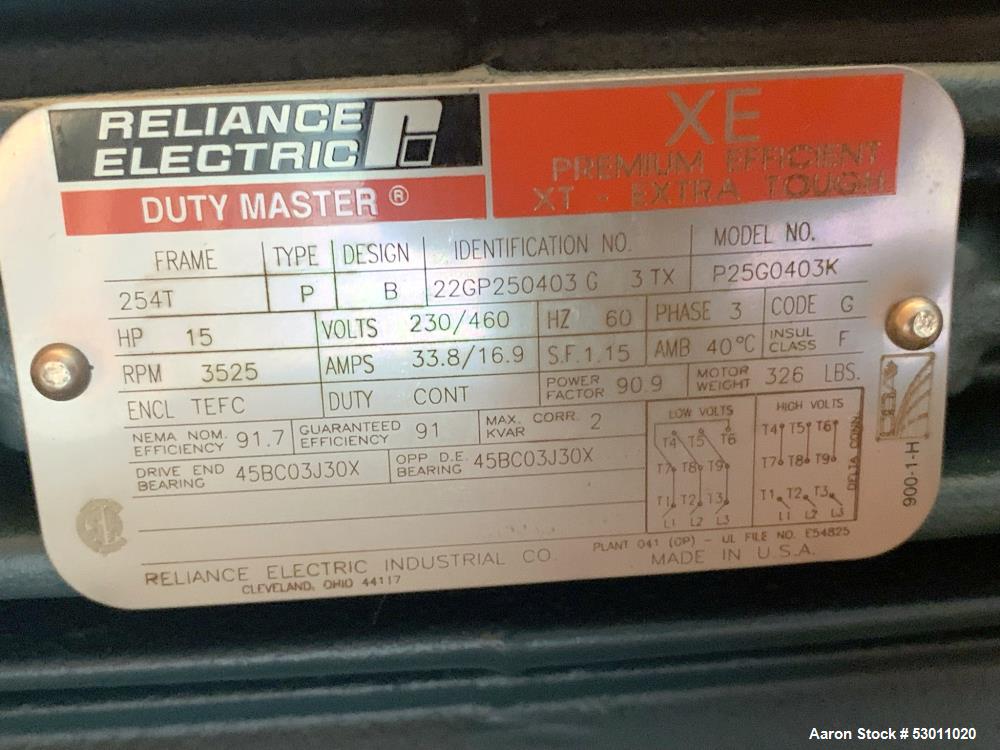 RELIANCE
ELECTRIC
DUTY MASTER ®
XE
PREMIUM EFFICIENT
XT - EXTRA TOUGH
FRAME TYPE DESIGN IDENTIFICATION NO. MODEL NO.
254T P B 22GP250403 G 3 TX P25G0403K
HP 15 VOLTS 230/460 HZ 60 PHASE 3 CODE G
RPM 3525 AMPS 33.8/16.9 S.F. 1.15 AMB 40°C INSUL CLASS F
ENCL TEFC DUTY CONT POWER FACTOR 90.9 MOTOR WEIGHT 326 LBS.
NEMA NOM. EFFICIENCY 91.7 GUARANTEED EFFICIENCY 91 MAX. CORR. KVAR 2
DRIVE END BEARING 45BC03J30X OPP D.E. BEARING 45BC03J30X
LOW VOLTS
T4 T5 T6
T7 T8 T9
T1 T2 T3
L1 L2 L3
HIGH VOLTS
T4 T5 T6
T7 T8 T9
T1 T2 T3
L1 L2 L3
DELTA CONN.
900-1-H
RELIANCE ELECTRIC INDUSTRIAL CO.
CLEVELAND, OHIO 44117
PLANT 041 (OP) - UL FILE NO. E54825
MADE IN U.S.A.
Aaron Stock # 53011020